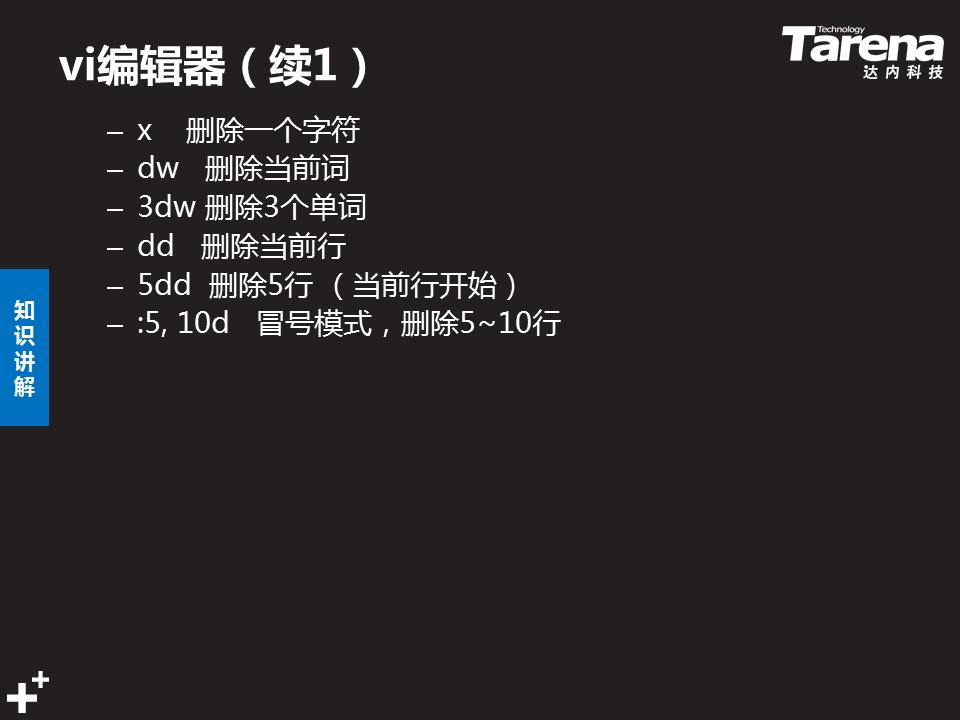 vi编辑器（续1）
Technology
Tarena
达内科技
– x 删除一个字符
– dw 删除当前词
– 3dw 删除3个单词
– dd 删除当前行
– 5dd 删除5行 （当前行开始）
– :5, 10d 冒号模式，删除5~10行
知
识
讲
解